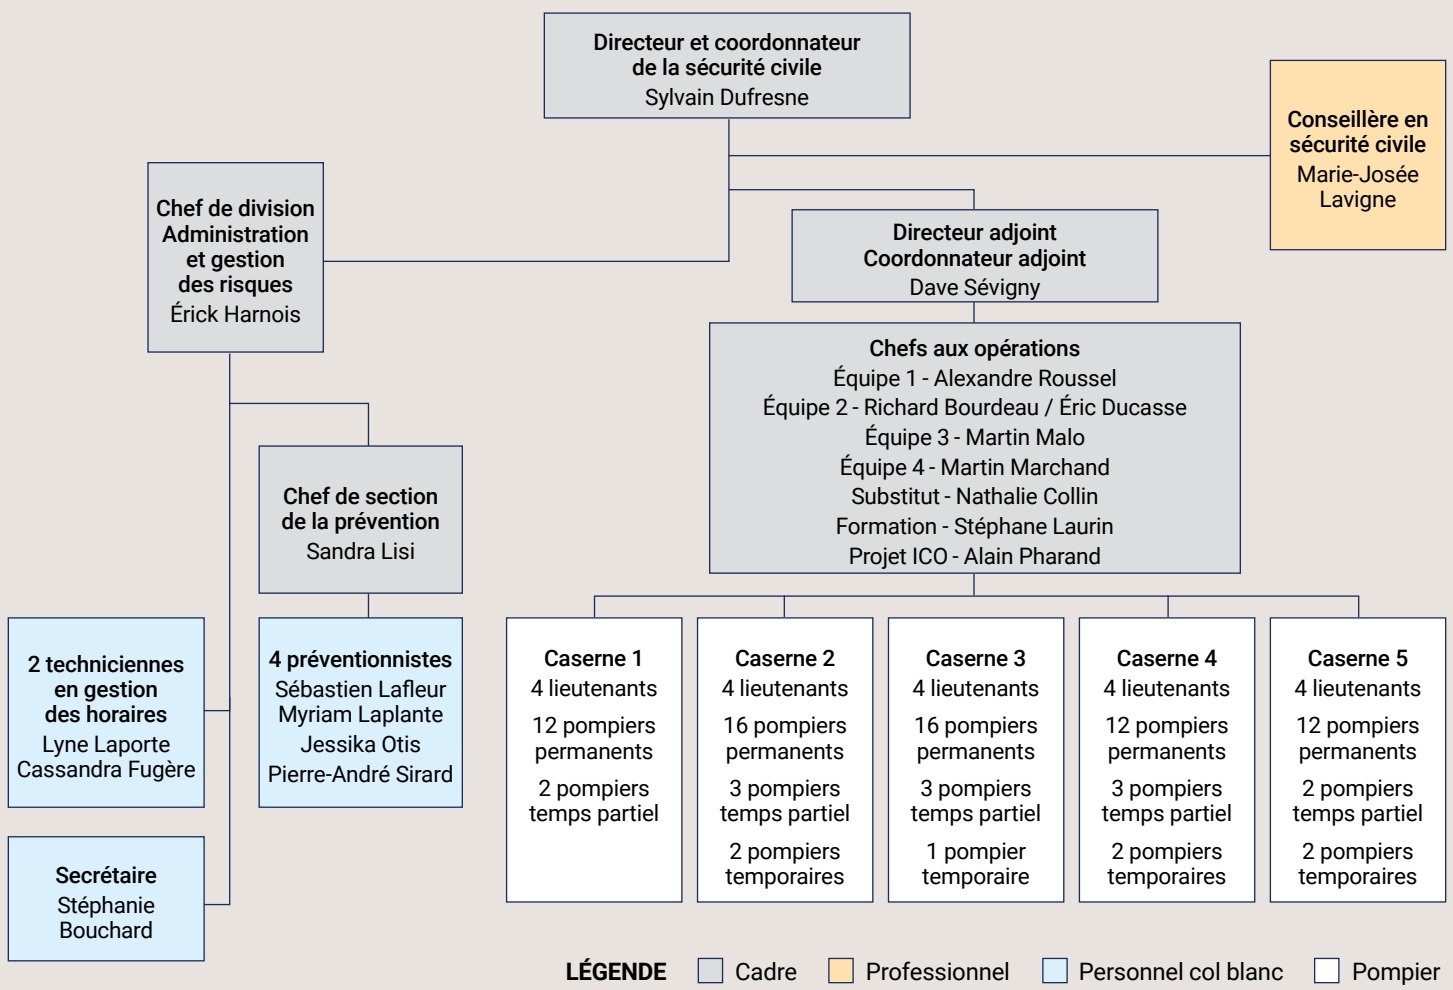 Directeur et coordonnateur
de la sécurité civile
Sylvain Dufresne
Conseillère en
sécurité civile
Marie-Josée
Lavigne
Chef de division
Administration
et gestion
des risques
Érick Harnois
Directeur adjoint
Coordonnateur adjoint
Dave Sévigny
Chefs aux opérations
Équipe 1 - Alexandre Roussel
Équipe 2 - Richard Bourdeau / Éric Ducasse
Équipe 3 - Martin Malo
Équipe 4 - Martin Marchand
Substitut - Nathalie Collin
Formation - Stéphane Laurin
Projet ICO - Alain Pharand
Chef de section
de la prévention
Sandra Lisi
2 techniciennes
en gestion
des horaires
Lyne Laporte
Cassandra Fugère
4 préventionnistes
Sébastien Lafleur
Myriam Laplante
Jessika Otis
Pierre-André Sirard
Caserne 1
4 lieutenants
12 pompiers
permanents
2 pompiers
temps partiel
Caserne 2
4 lieutenants
16 pompiers
permanents
3 pompiers
temps partiel
2 pompiers
temporaires
Caserne 3
4 lieutenants
16 pompiers
permanents
3 pompiers
temps partiel
1 pompier
temporaire
Caserne 4
4 lieutenants
12 pompiers
permanents
3 pompiers
temps partiel
2 pompiers
temporaires
Caserne 5
4 lieutenants
12 pompiers
permanents
2 pompiers
temps partiel
2 pompiers
temporaires
Secrétaire
Stéphanie
Bouchard
LÉGENDE Cadre Professionnel Personnel col blanc Pompier